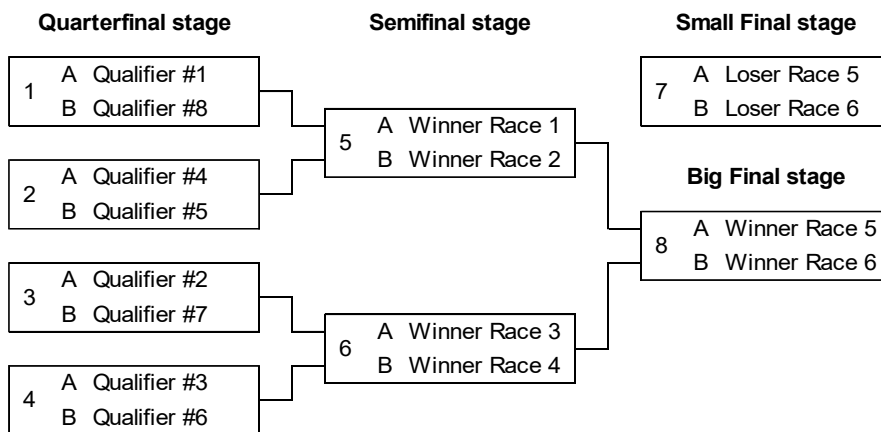 Quarterfinal stage
1
A Qualifier #1
B Qualifier #8
2
A Qualifier #4
B Qualifier #5
3
A Qualifier #2
B Qualifier #7
4
A Qualifier #3
B Qualifier #6
Semifinal stage
5
A Winner Race 1
B Winner Race 2
6
A Winner Race 3
B Winner Race 4
Small Final stage
7
A Loser Race 5
B Loser Race 6
Big Final stage
8
A Winner Race 5
B Winner Race 6